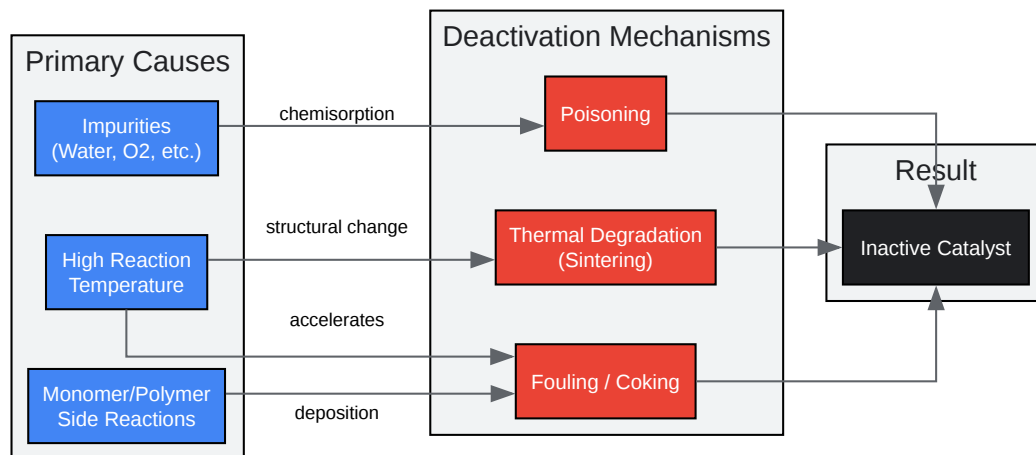 Primary Causes
Impurities
(Water, O2, etc.)
High Reaction
Temperature
Monomer/Polymer
Side Reactions
chemisorption
structural change
accelerates
deposition
Deactivation Mechanisms
Poisoning
Thermal Degradation
(Sintering)
Fouling / Coking
Result
Inactive Catalyst